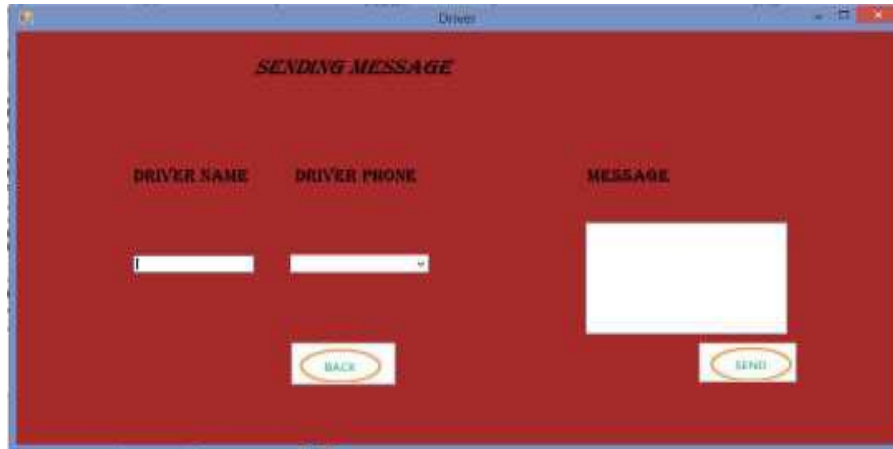 Driver
SENDING MESSAGE
DRIVER NAME DRIVER PHONE MESSAGE
BACK SEND